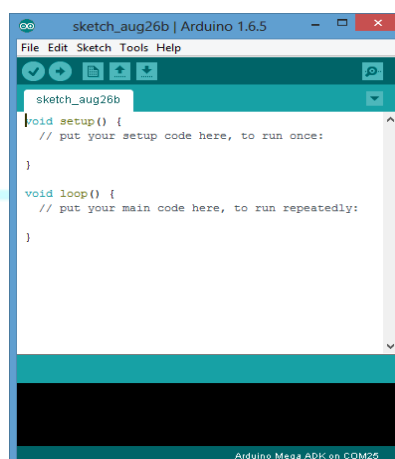 sketch_aug26b | Arduino 1.6.5
File Edit Sketch Tools Help
sketch_aug26b
void setup() {
  // put your setup code here, to run once:
}
void loop() {
  // put your main code here, to run repeatedly:
}
Arduino Mega ADK on COM25